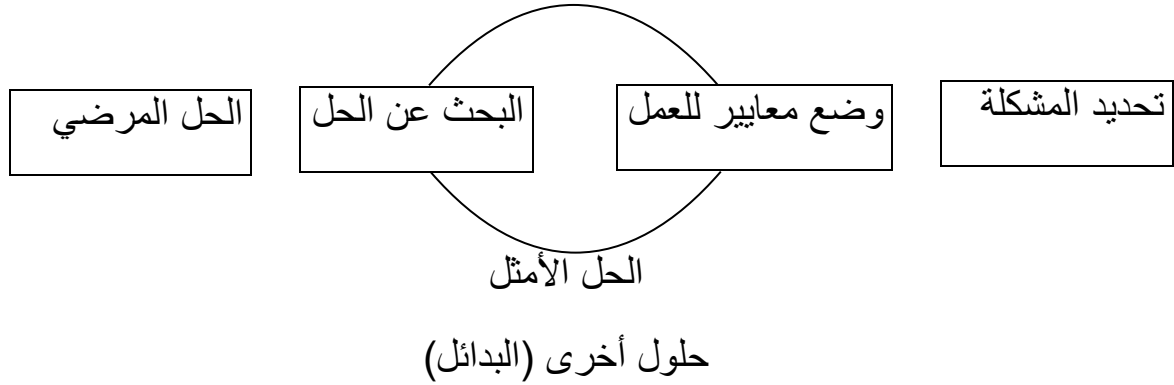 تحديد المشكلة
وضع معايير للعمل
البحث عن الحل
الحل المرضي
الحل الأمثل
حلول أخرى (البدائل)